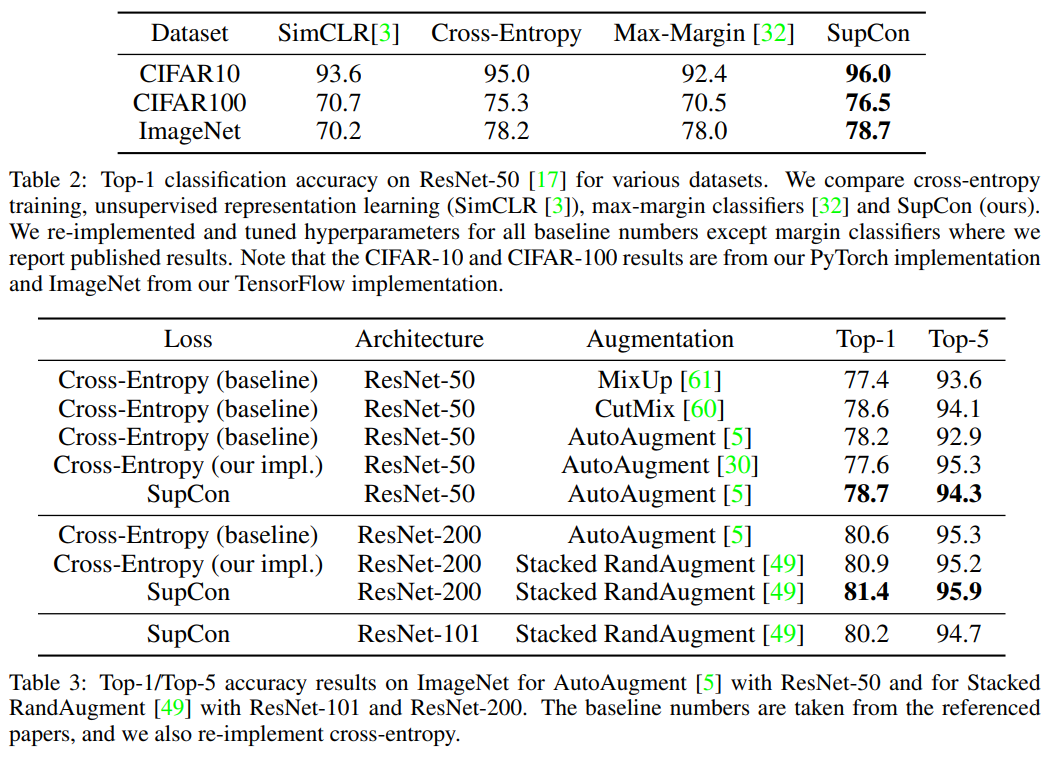 Dataset SimCLR[3] Cross-Entropy Max-Margin [32] SupCon
CIFAR10 93.6 95.0 92.4 96.0
CIFAR100 70.7 75.3 70.5 76.5
ImageNet 70.2 78.2 78.0 78.7
Table 2: Top-1 classification accuracy on ResNet-50 [17] for various datasets. We compare cross-entropy
training, unsupervised representation learning (SimCLR [3]), max-margin classifiers [32] and SupCon (ours).
We re-implemented and tuned hyperparameters for all baseline numbers except margin classifiers where we
report published results. Note that the CIFAR-10 and CIFAR-100 results are from our PyTorch implementation
and ImageNet from our TensorFlow implementation.
Loss Architecture Augmentation Top-1 Top-5
Cross-Entropy (baseline) ResNet-50 MixUp [61] 77.4 93.6
Cross-Entropy (baseline) ResNet-50 CutMix [60] 78.6 94.1
Cross-Entropy (baseline) ResNet-50 AutoAugment [5] 78.2 92.9
Cross-Entropy (our impl.) ResNet-50 AutoAugment [30] 77.6 95.3
SupCon ResNet-50 AutoAugment [5] 78.7 94.3
Cross-Entropy (baseline) ResNet-200 AutoAugment [5] 80.6 95.3
Cross-Entropy (our impl.) ResNet-200 Stacked RandAugment [49] 80.9 95.2
SupCon ResNet-200 Stacked RandAugment [49] 81.4 95.9
SupCon ResNet-101 Stacked RandAugment [49] 80.2 94.7
Table 3: Top-1/Top-5 accuracy results on ImageNet for AutoAugment [5] with ResNet-50 and for Stacked
RandAugment [49] with ResNet-101 and ResNet-200. The baseline numbers are taken from the referenced
papers, and we also re-implement cross-entropy.